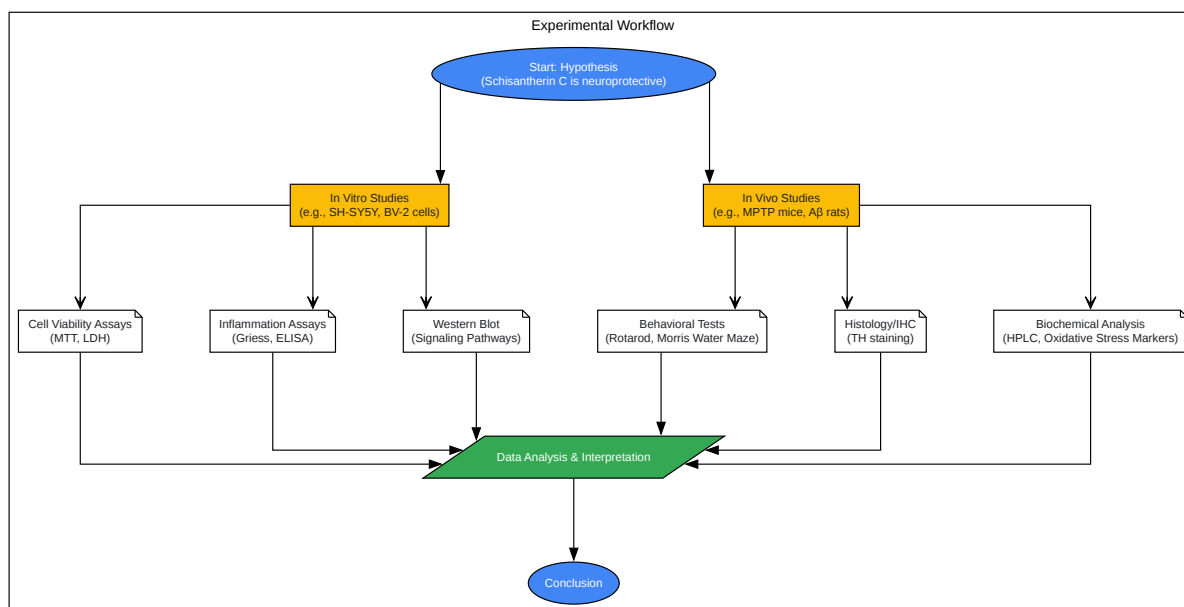 Experimental Workflow
Start: Hypothesis
(Schisantherin C is neuroprotective)
In Vitro Studies
(e.g., SH-SY5Y, BV-2 cells)
In Vivo Studies
(e.g., MPTP mice, Aβ rats)
Cell Viability Assays
(MTT, LDH)
Inflammation Assays
(Griess, ELISA)
Western Blot
(Signaling Pathways)
Behavioral Tests
(Rotarod, Morris Water Maze)
Histology/IHC
(TH staining)
Biochemical Analysis
(HPLC, Oxidative Stress Markers)
Data Analysis & Interpretation
Conclusion